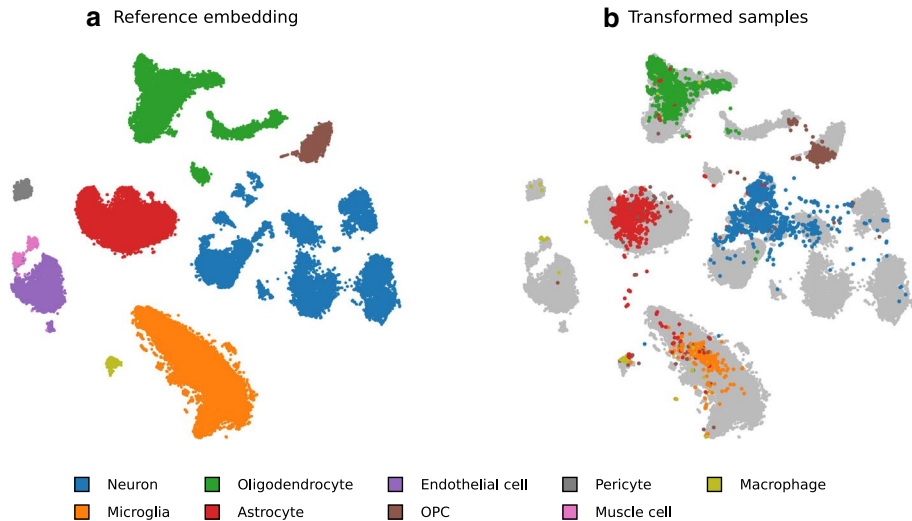 a Reference embedding
b Transformed samples
Neuron
Oligodendrocyte
Endothelial cell
Pericyte
Macrophage
Microglia
Astrocyte
OPC
Muscle cell